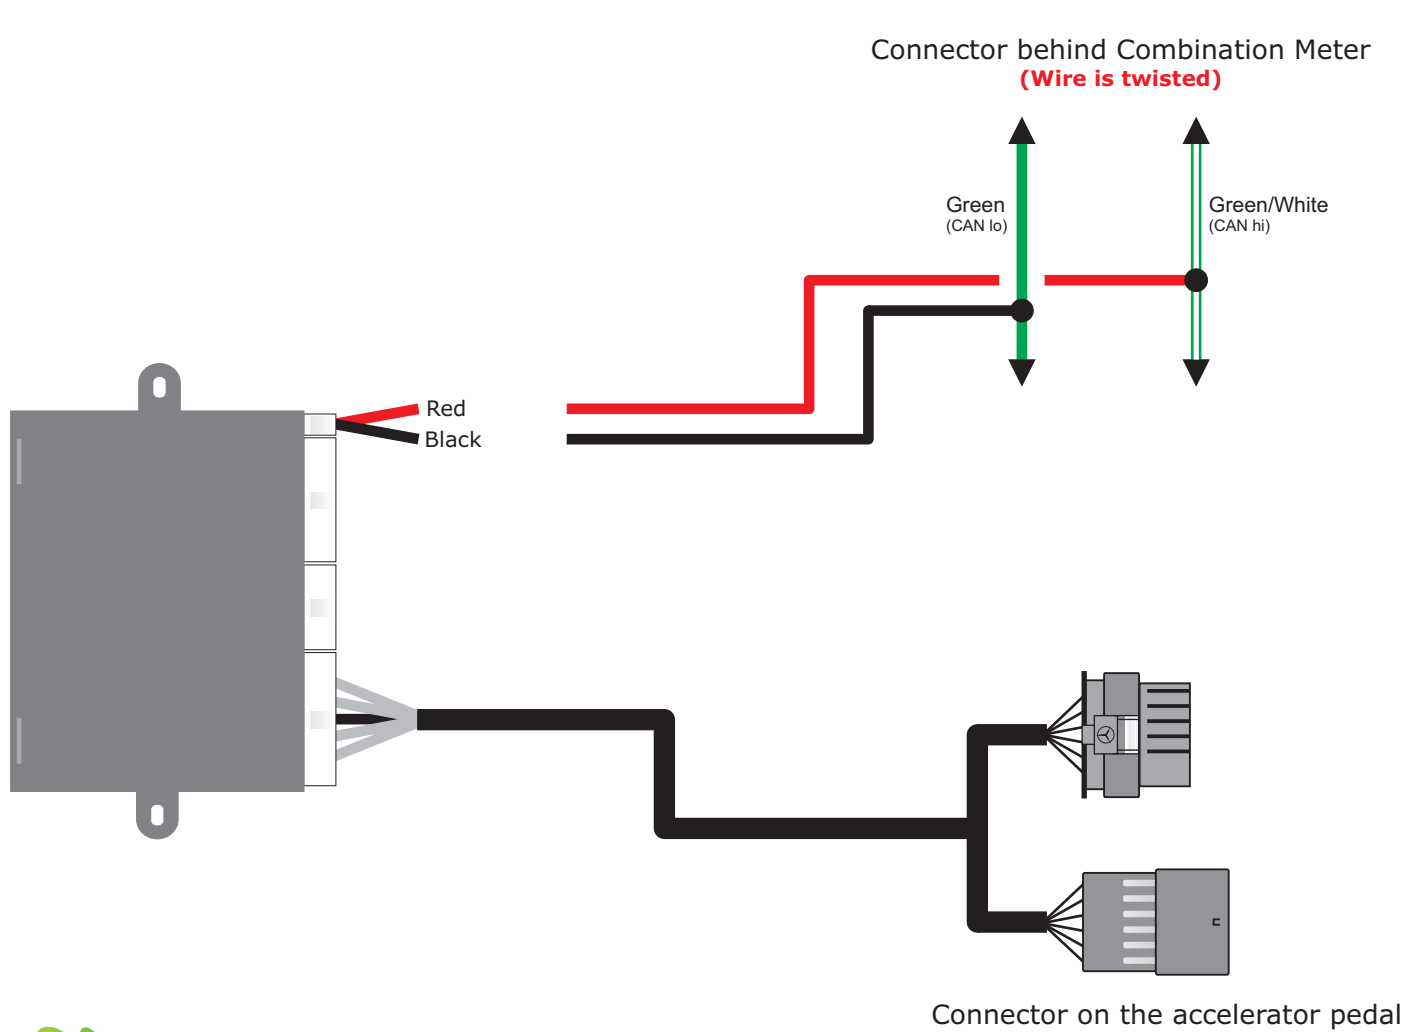 Connector behind Combination Meter
(Wire is twisted)
Green
(CAN lo)
Green/White
(CAN hi)
Red
Black
Connector on the accelerator pedal